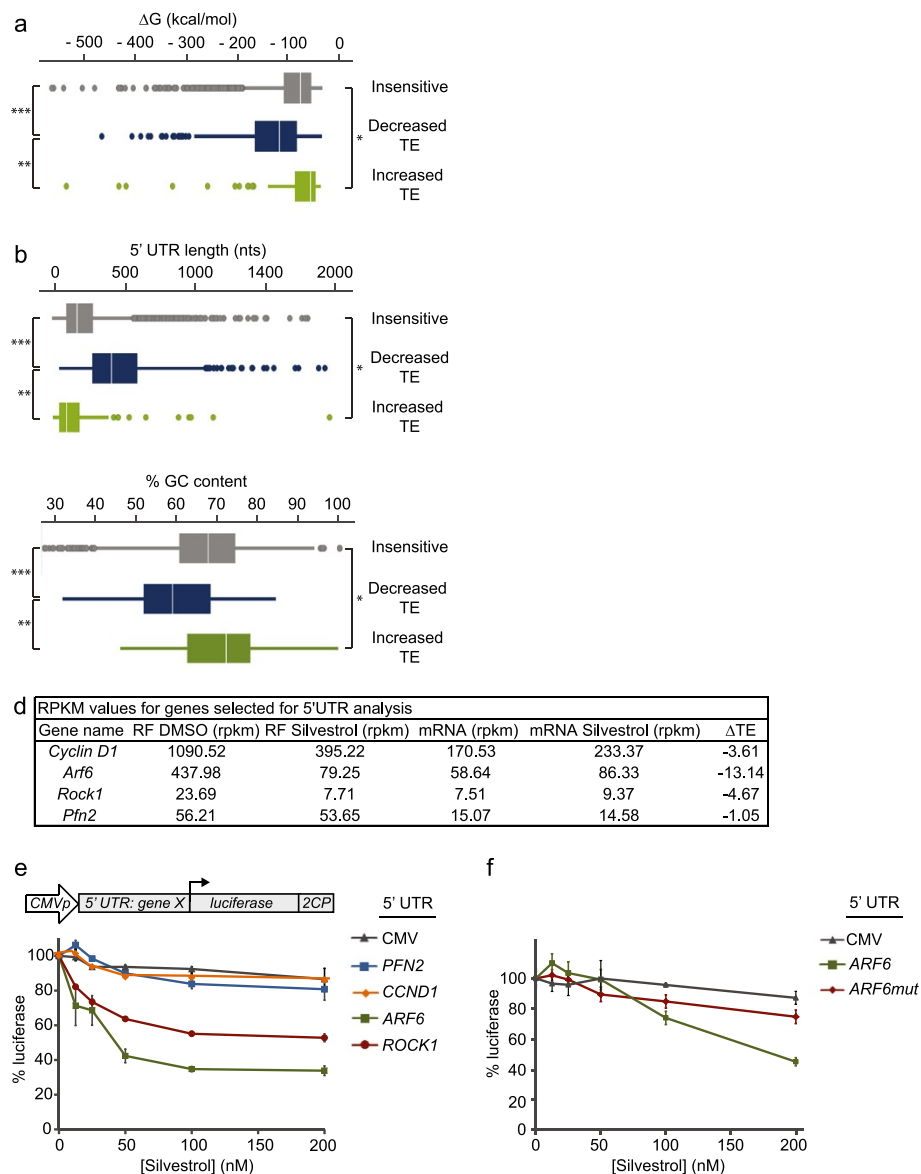 a
ΔG (kcal/mol)
- 500 - 400 - 300 - 200 - 100 0
Insensitive
***
Decreased
TE
*
**
Increased
TE
b
5' UTR length (nts)
0 500 1000 1400 2000
Insensitive
***
Decreased
TE
*
**
Increased
TE
% GC content
30 40 50 60 70 80 90 100
Insensitive
***
Decreased
TE
*
**
Increased
TE
d
RPKM values for genes selected for 5'UTR analysis
Gene name RF DMSO (rpkm) RF Silvestrol (rpkm) mRNA (rpkm) mRNA Silvestrol (rpkm) ΔTE
Cyclin D1 1090.52 395.22 170.53 233.37 -3.61
Arf6 437.98 79.25 58.64 86.33 -13.14
Rock1 23.69 7.71 7.51 9.37 -4.67
Pfn2 56.21 53.65 15.07 14.58 -1.05
e
CMVp 5' UTR: gene X luciferase 2CP
5' UTR
CMV
PFN2
CCND1
ARF6
ROCK1
% luciferase
100
80
60
40
20
0
0 50 100 150 200
[Silvestrol] (nM)
f
5' UTR
CMV
ARF6
ARF6mut
% luciferase
100
80
60
40
20
0
0 50 100 150 200
[Silvestrol] (nM)